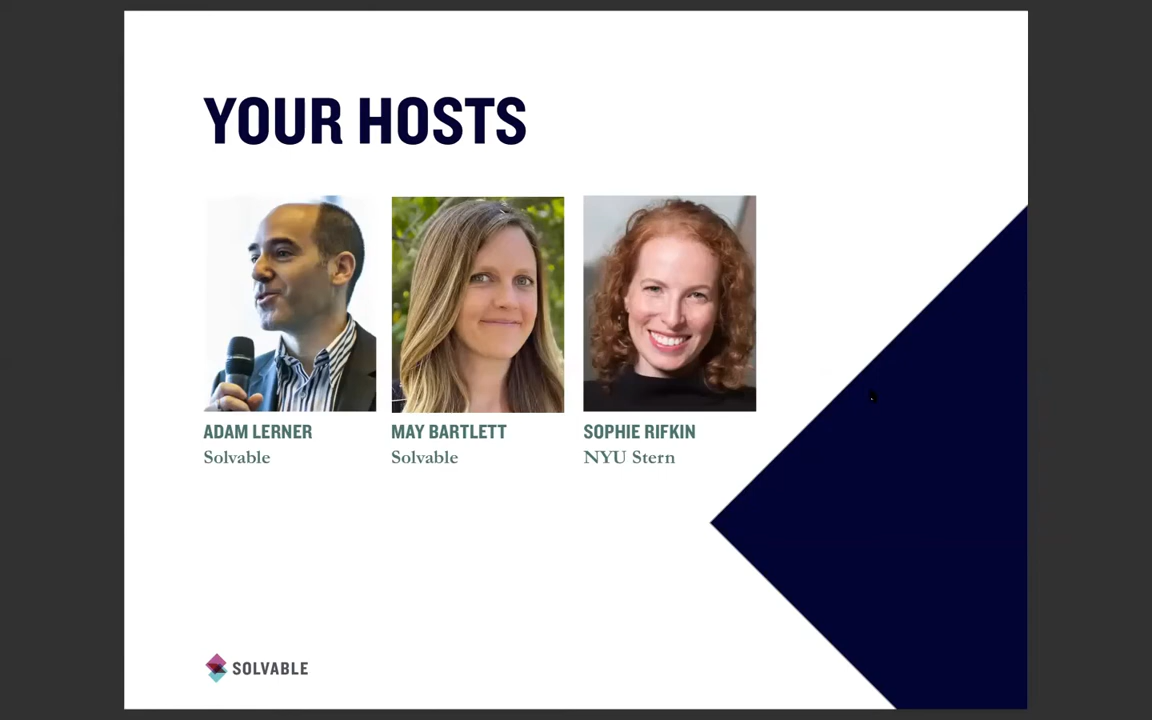 YOUR HOSTS
ADAM LERNER
Solvable
MAY BARTLETT
Solvable
SOPHIE RIFKIN
NYU Stern
SOLVABLE